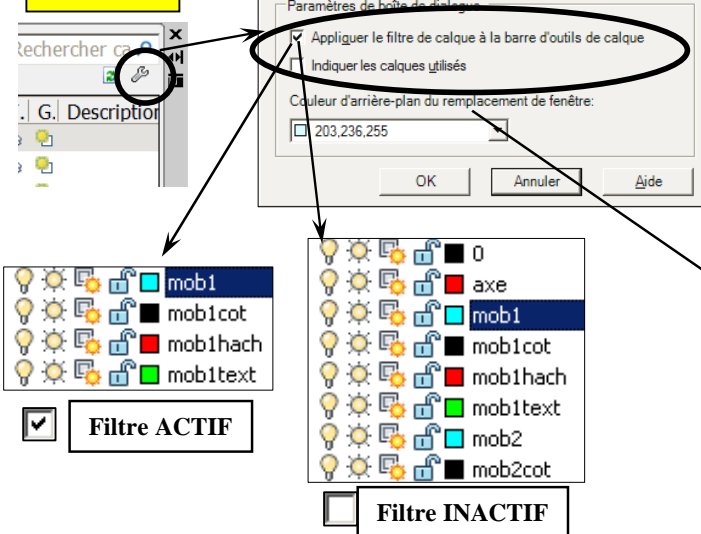 Paramètres de boîte de dialogue
Rechercher ca
Appliquer le filtre de calque à la barre d'outils de calque
Indiquer les calques utilisés
G. Description
Couleur d'arrière-plan du remplacement de fenêtre:
203,236,255
OK Annuler Aide
mob1
mob1cot
mob1hach
mob1text
Filtre ACTIF
0
axe
mob1
mob1cot
mob1hach
mob1text
mob2
mob2cot
Filtre INACTIF